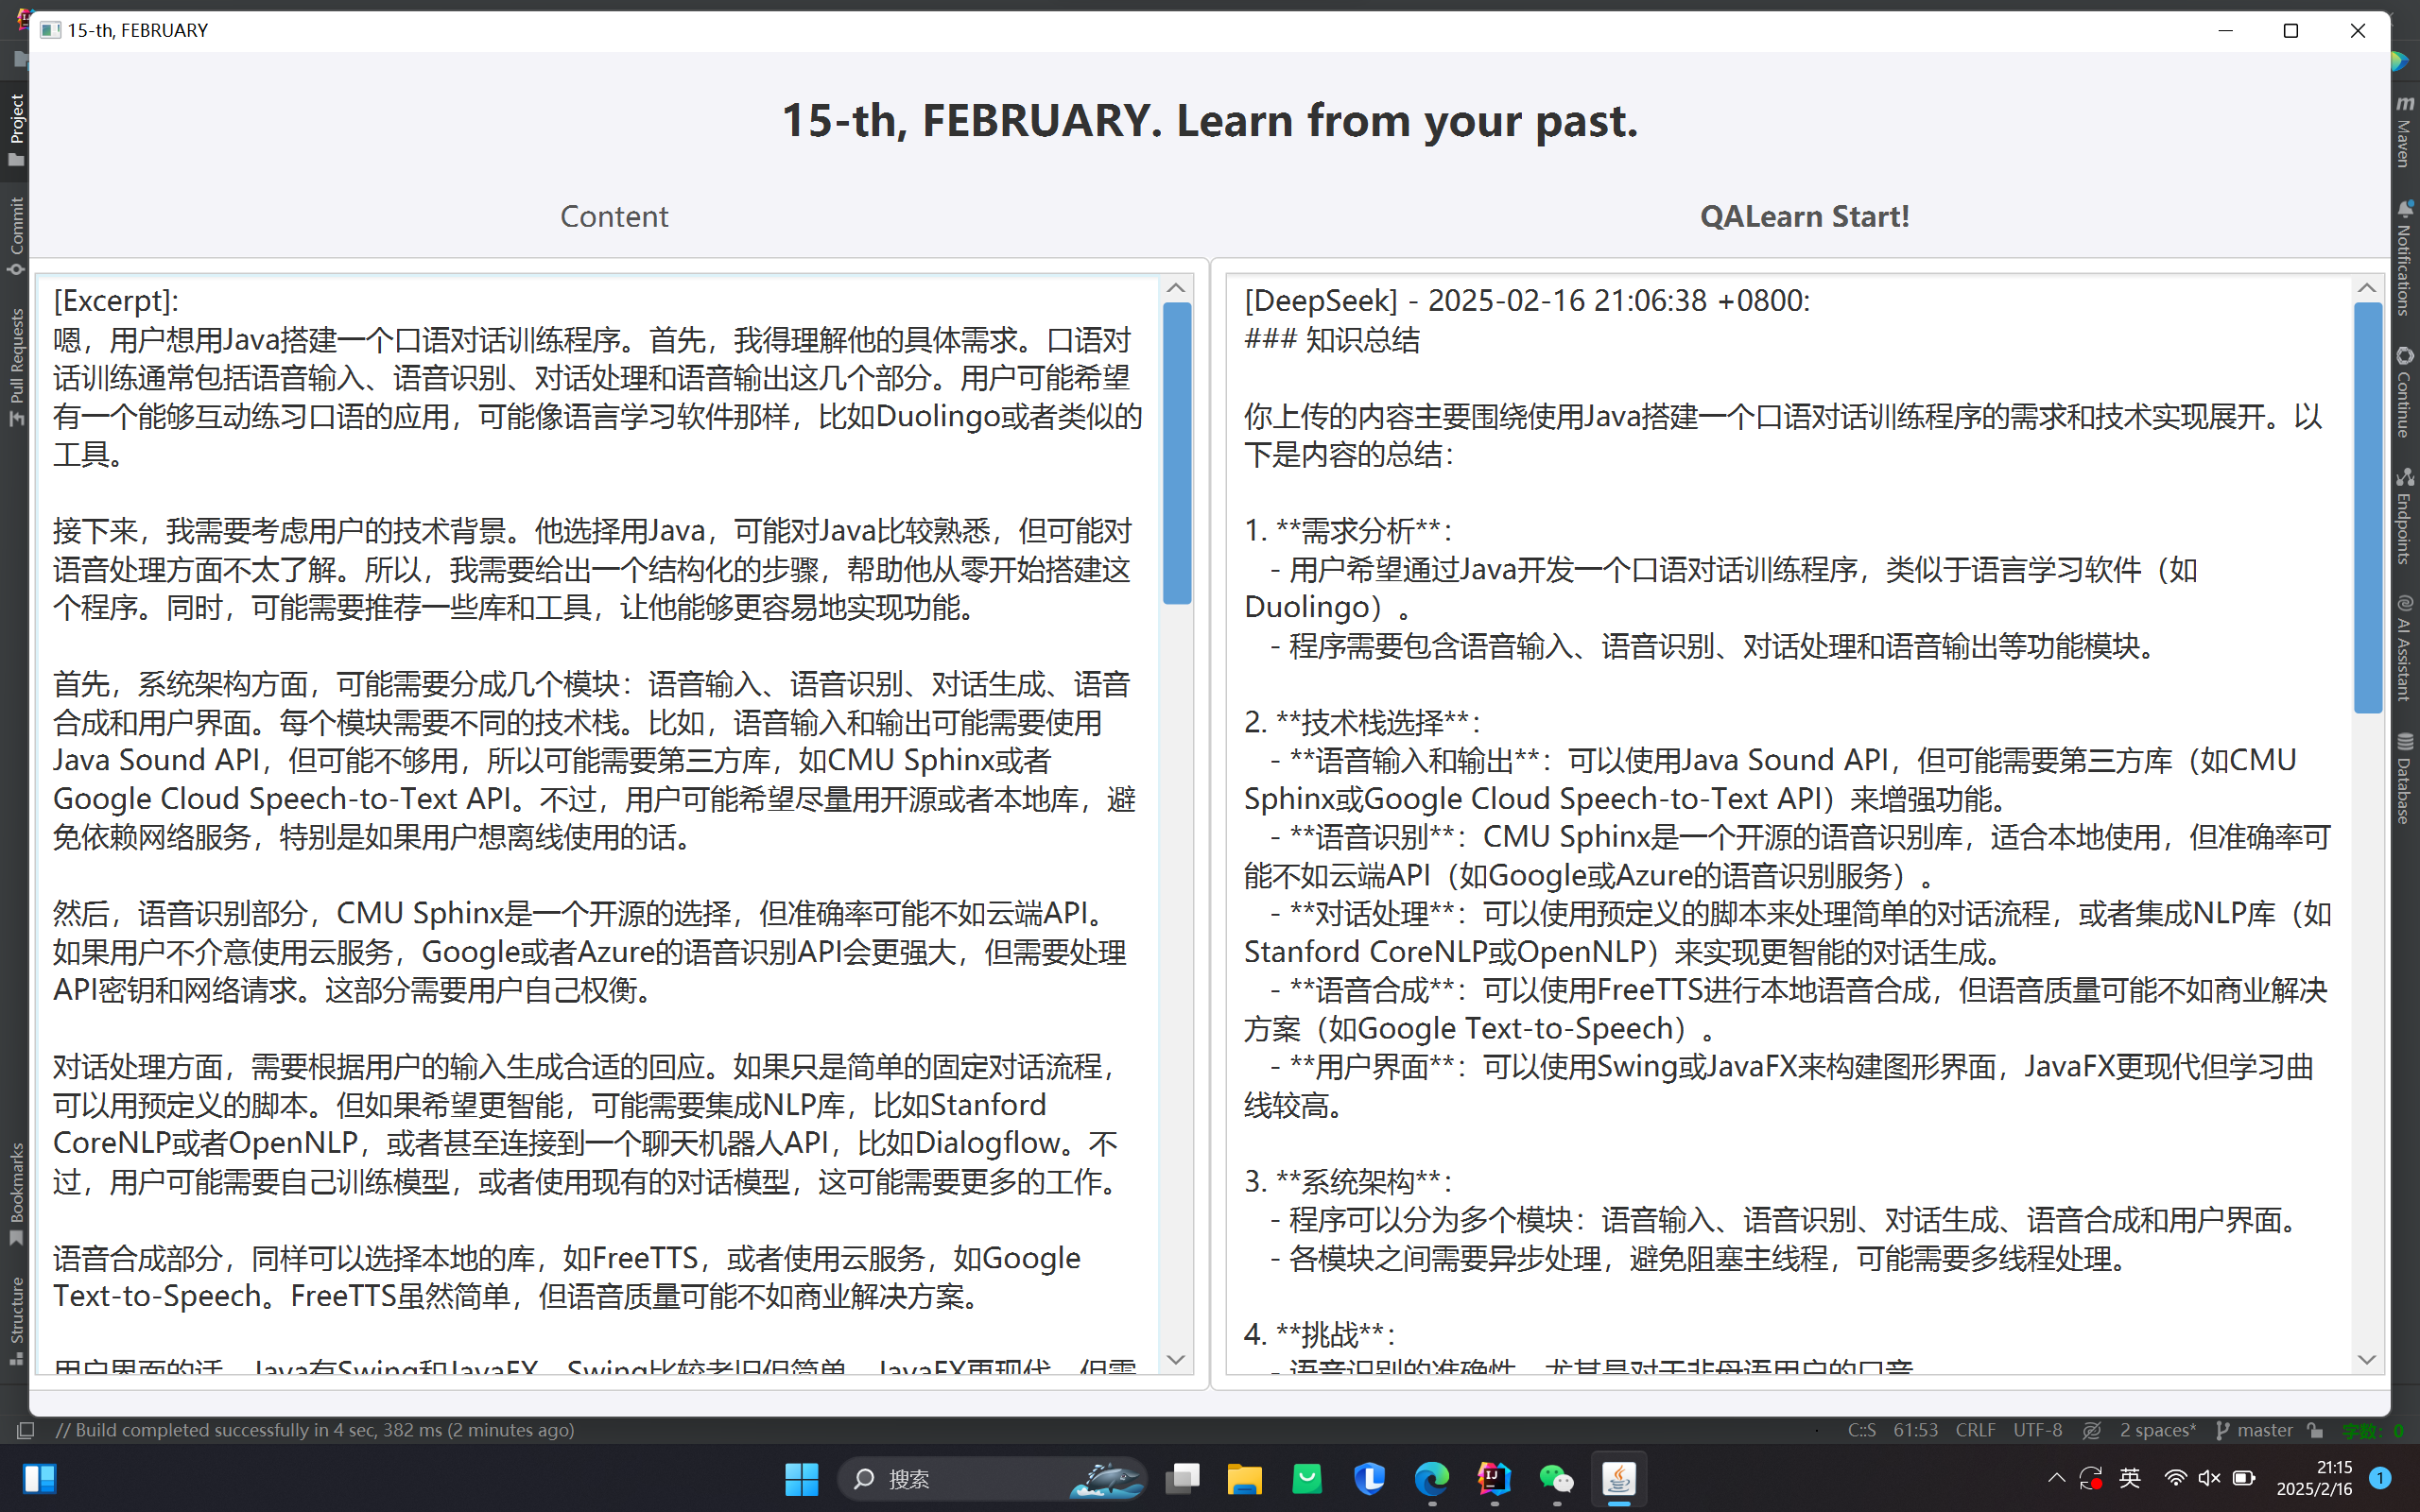 15-th, FEBRUARY
15-th, FEBRUARY. Learn from your past.
Content
QALearn Start!
[Excerpt]:
嗯，用户想用Java搭建一个口语对话训练程序。首先，我得理解他的具体需求。口语对
话训练通常包括语音输入、语音识别、对话处理和语音输出这几个部分。用户可能希望
有一个能够互动练习口语的应用，可能像语言学习软件那样，比如Duolingo或者类似的
工具。
接下来，我需要考虑用户的技术背景。他选择用Java，可能对Java比较熟悉，但可能对
语音处理方面不太了解。所以，我需要给出一个结构化的步骤，帮助他从零开始搭建这
个程序。同时，可能需要推荐一些库和工具，让他能够更容易地实现功能。
首先，系统架构方面，可能需要分成几个模块：语音输入、语音识别、对话生成、语音
合成和用户界面。每个模块需要不同的技术栈。比如，语音输入和输出可能需要使用
Java Sound API，但可能不够用，所以可能需要第三方库，如CMU Sphinx或者
Google Cloud Speech-to-Text API。不过，用户可能希望尽量用开源或者本地库，避
免依赖网络服务，特别是如果用户想离线使用的话。
然后，语音识别部分，CMU Sphinx是一个开源的选择，但准确率可能不如云端API。
如果用户不介意使用云服务，Google或者Azure的语音识别API会更强大，但需要处理
API密钥和网络请求。这部分需要用户自己权衡。
对话处理方面，需要根据用户的输入生成合适的回应。如果只是简单的固定对话流程，
可以用预定义的脚本。但如果希望更智能，可能需要集成NLP库，比如Stanford
CoreNLP或者OpenNLP，或者甚至连接到一个聊天机器人API，比如Dialogflow。不
过，用户可能需要自己训练模型，或者使用现有的对话模型，这可能需要更多的工作。
语音合成部分，同样可以选择本地的库，如FreeTTS，或者使用云服务，如Google
Text-to-Speech。FreeTTS虽然简单，但语音质量可能不如商业解决方案。
用户界面的话，Java有Swing和JavaFX。Swing比较老旧但简单，JavaFX更现代，但需
[DeepSeek] - 2025-02-16 21:06:38 +0800:
### 知识总结
你上传的内容主要围绕使用Java搭建一个口语对话训练程序的需求和技术实现展开。以
下是内容的总结：
1. **需求分析**：
- 用户希望通过Java开发一个口语对话训练程序，类似于语言学习软件（如
Duolingo）。
- 程序需要包含语音输入、语音识别、对话处理和语音输出等功能模块。
2. **技术栈选择**：
- **语音输入和输出**：可以使用Java Sound API，但可能需要第三方库（如CMU
Sphinx或Google Cloud Speech-to-Text API）来增强功能。
- **语音识别**：CMU Sphinx是一个开源的语音识别库，适合本地使用，但准确率可
能不如云端API（如Google或Azure的语音识别服务）。
- **对话处理**：可以使用预定义的脚本来处理简单的对话流程，或者集成NLP库（如
Stanford CoreNLP或OpenNLP）来实现更智能的对话生成。
- **语音合成**：可以使用FreeTTS进行本地语音合成，但语音质量可能不如商业解决
方案（如Google Text-to-Speech）。
- **用户界面**：可以使用Swing或JavaFX来构建图形界面，JavaFX更现代但学习曲
线较高。
3. **系统架构**：
- 程序可以分为多个模块：语音输入、语音识别、对话生成、语音合成和用户界面。
- 各模块之间需要异步处理，避免阻塞主线程，可能需要多线程处理。
4. **挑战**：
- 语音识别的准确性，尤其是对于非母语用户的口音
Project
Commit
Pull Requests
Bookmarks
Structure
Maven
Notifications
Continue
Endpoints
AI Assistant
Database
// Build completed successfully in 4 sec, 382 ms (2 minutes ago)
C::S 61:53 CRLF UTF-8 2 spaces* master 字数：0
搜索
英
21:15
2025/2/16
1